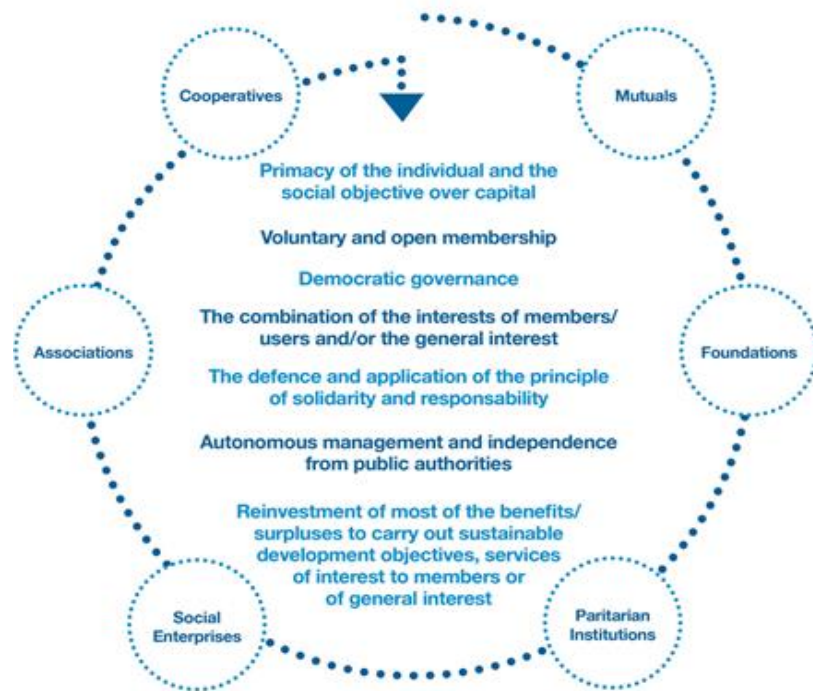 Cooperatives
Mutuals
Primacy of the individual and the
social objective over capital
Voluntary and open membership
Democratic governance
The combination of the interests of members/
users and/or the general interest
Associations
Foundations
The defence and application of the principle
of solidarity and responsability
Autonomous management and independence
from public authorities
Reinvestment of most of the benefits/
surpluses to carry out sustainable
development objectives, services
of interest to members or
of general interest
Social
Enterprises
Paritarian
Institutions